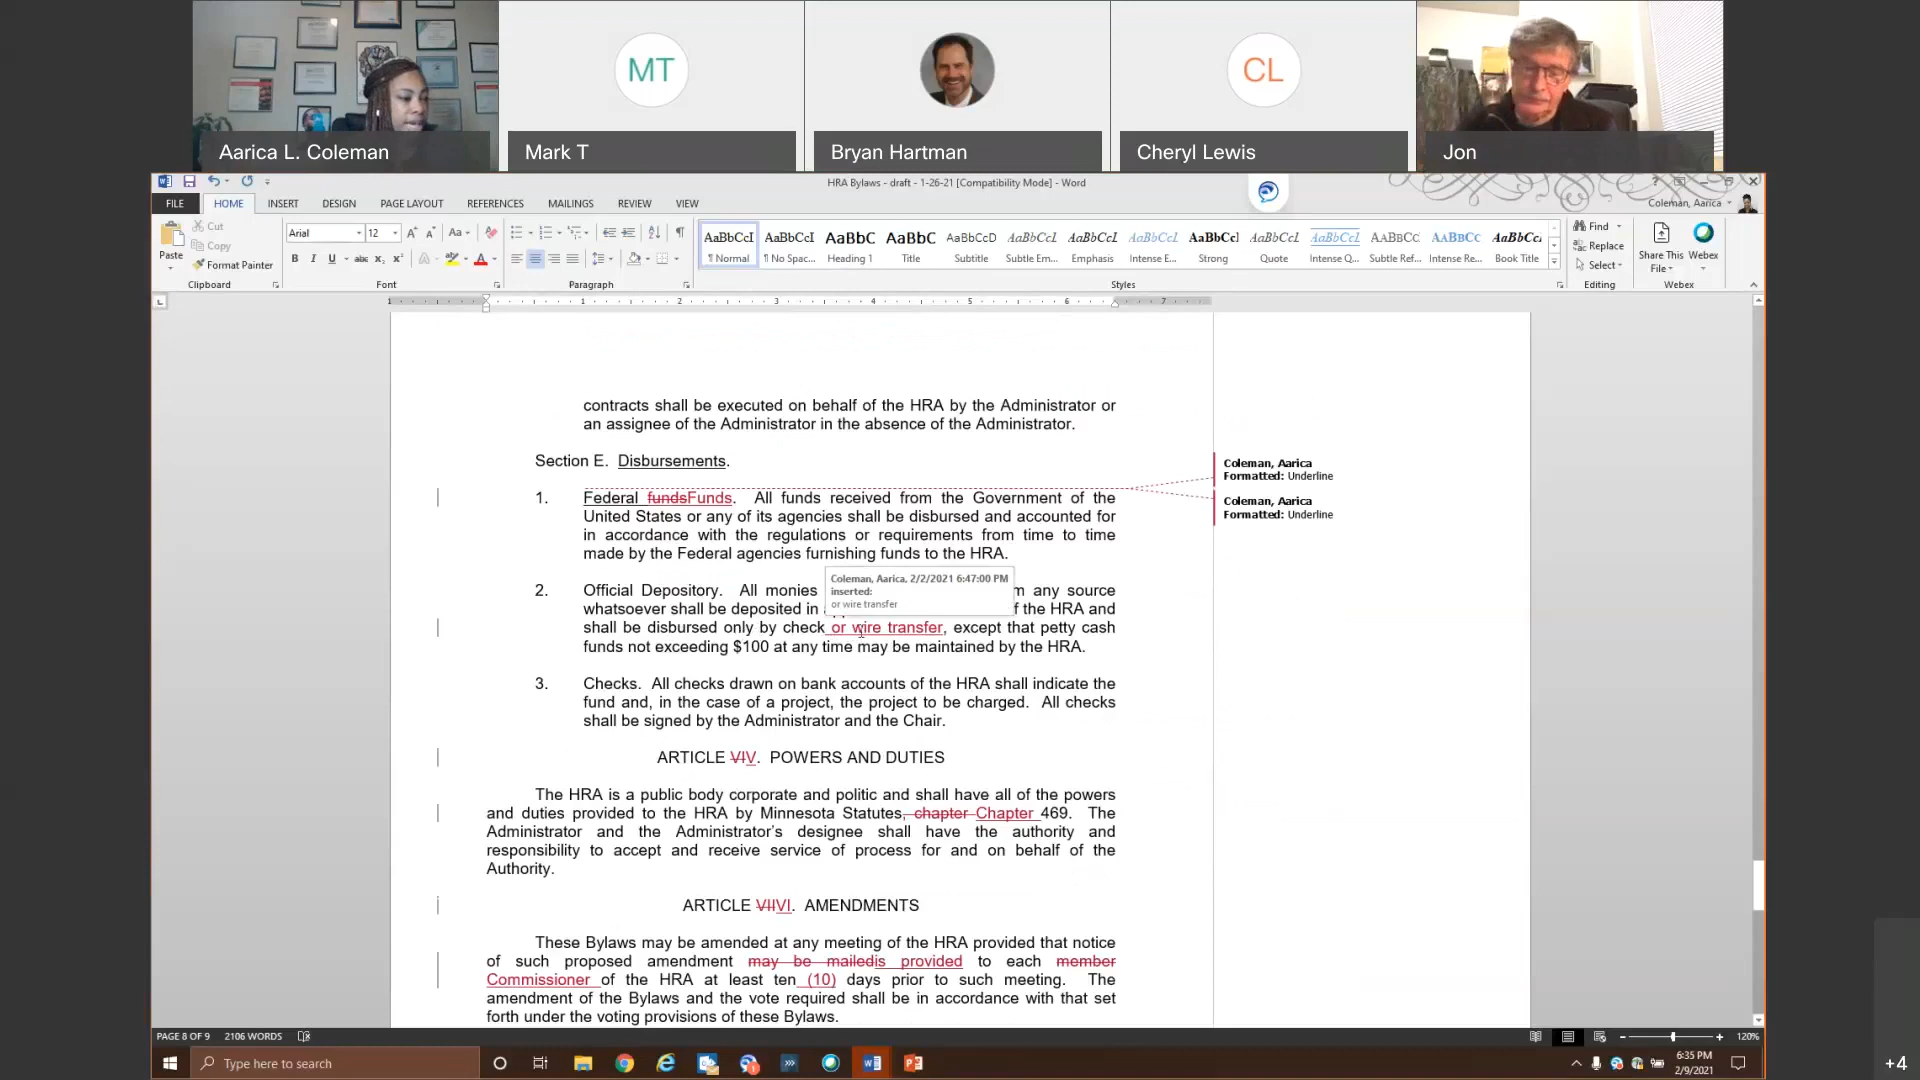 MT
CL
Aarica L. Coleman
Mark T
Bryan Hartman
Cheryl Lewis
Jon
HRA Bylaws - draft - 1-26-21 [Compatibility Mode] - Word
FILE HOME INSERT DESIGN PAGE LAYOUT REFERENCES MAILINGS REVIEW VIEW
Coleman, Aarica
Paste
Cut
Copy
Format Painter
Clipboard
Arial 12
Font
Paragraph
AaBbCcI AaBbCcI AaBbC AaBbC AaBbCcD AaBbCcI AaBbCcI AaBbCcI AaBbCcI AaBbCcI AaBbCcI AABBCC AABBCC AaBbCc
¶ Normal ¶ No Spac... Heading 1 Title Subtitle Subtle Em... Emphasis Intense E... Strong Quote Intense Q... Subtle Ref... Intense Re... Book Title
Styles
Find
Replace
Select
Editing
Share This File
Webex
Webex
1 1 2 3 4 5 6 7
contracts shall be executed on behalf of the HRA by the Administrator or
an assignee of the Administrator in the absence of the Administrator.
Section E. Disbursements.
1. Federal fundsFunds. All funds received from the Government of the
United States or any of its agencies shall be disbursed and accounted for
in accordance with the regulations or requirements from time to time
made by the Federal agencies furnishing funds to the HRA.
Coleman, Aarica
Formatted: Underline
Coleman, Aarica
Formatted: Underline
Coleman, Aarica, 2/2/2021 6:47:00 PM
inserted:
or wire transfer
2. Official Depository. All monies any source
whatsoever shall be deposited in of the HRA and
shall be disbursed only by check or wire transfer, except that petty cash
funds not exceeding $100 at any time may be maintained by the HRA.
3. Checks. All checks drawn on bank accounts of the HRA shall indicate the
fund and, in the case of a project, the project to be charged. All checks
shall be signed by the Administrator and the Chair.
ARTICLE VIV. POWERS AND DUTIES
The HRA is a public body corporate and politic and shall have all of the powers
and duties provided to the HRA by Minnesota Statutes, chapter Chapter 469. The
Administrator and the Administrator's designee shall have the authority and
responsibility to accept and receive service of process for and on behalf of the
Authority.
ARTICLE VIIVI. AMENDMENTS
These Bylaws may be amended at any meeting of the HRA provided that notice
of such proposed amendment may be mailedis provided to each member
Commissioner of the HRA at least ten (10) days prior to such meeting. The
amendment of the Bylaws and the vote required shall be in accordance with that set
forth under the voting provisions of these Bylaws.
PAGE 8 OF 9 2106 WORDS
120%
Type here to search
6:35 PM
2/9/2021
+4